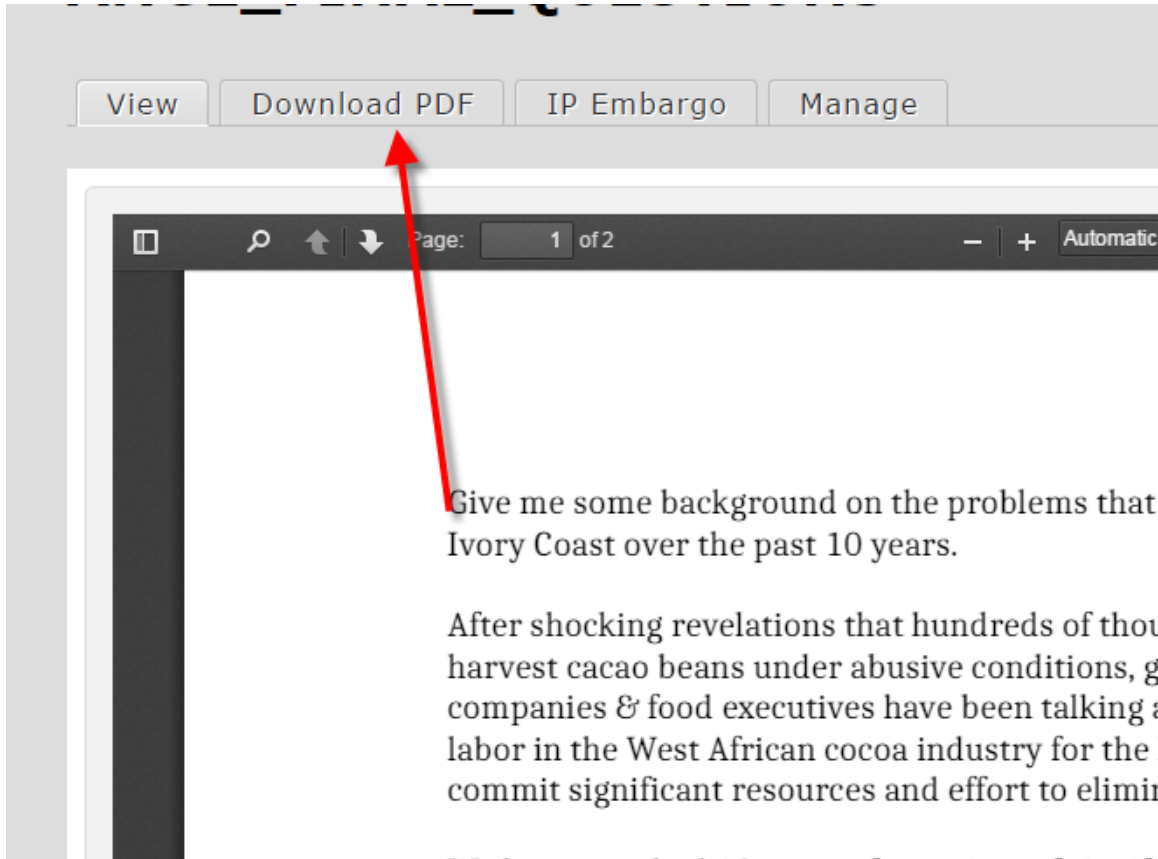 View Download PDF IP Embargo Manage
Page: 1 of 2 Automatic
Give me some background on the problems that
Ivory Coast over the past 10 years.
After shocking revelations that hundreds of thou
harvest cacao beans under abusive conditions, g
companies & food executives have been talking a
labor in the West African cocoa industry for the
commit significant resources and effort to elimin